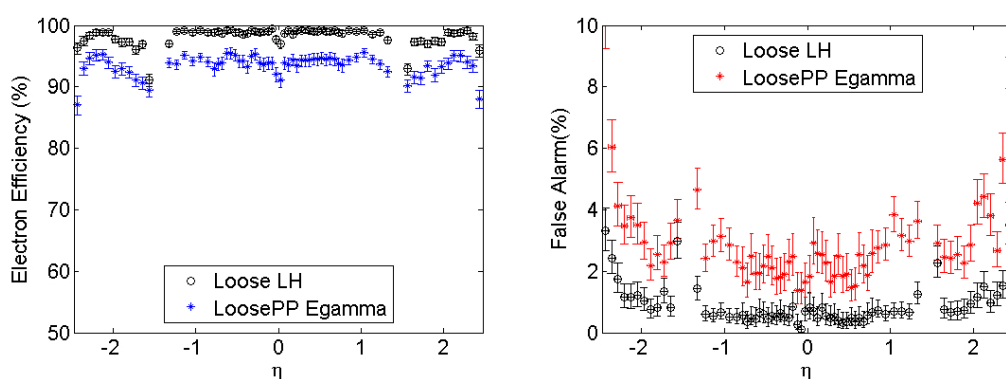 Electron Efficiency (%)
100
90
80
70
60
50
Loose LH
LoosePP Egamma
-2
-1
0
1
2
η
False Alarm(%)
10
8
6
4
2
0
Loose LH
LoosePP Egamma
-2
-1
0
1
2
η